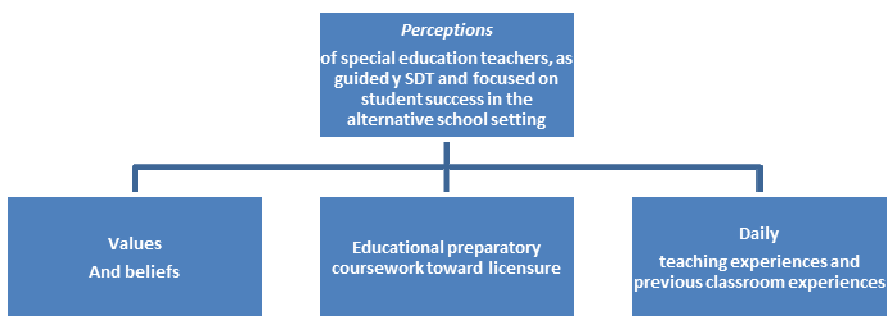 Perceptions
of special education teachers, as
guided y SDT and focused on
student success in the
alternative school setting
Values
And beliefs
Educational preparatory
coursework toward licensure
Daily
teaching experiences and
previous classroom experiences